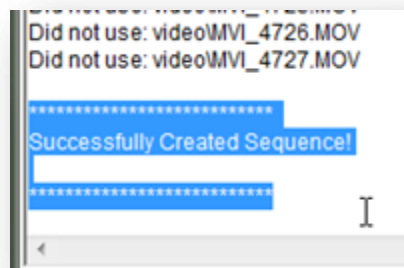 Did not use: video\MVI_4726.MOV
Did not use: video\MVI_4727.MOV
***************************
Successfully Created Sequence!
***************************